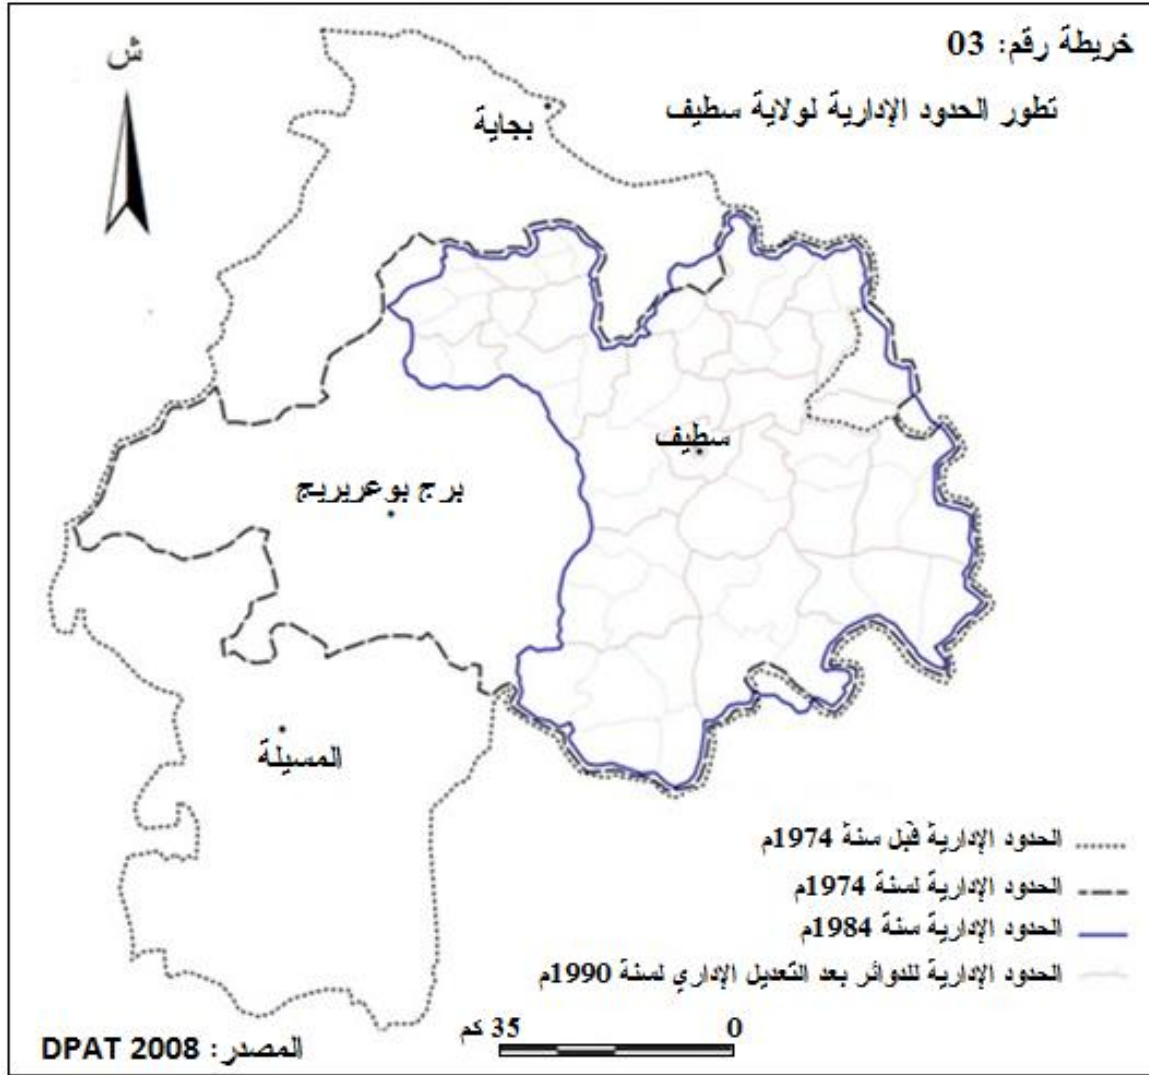 خريطة رقم: 03
تطور الحدود الإدارية لولاية سطيف
ش
بجاية
سطيف
برج بوعريريج
المسيلة
الحدود الإدارية قبل سنة 1974م
الحدود الإدارية لسنة 1974م
الحدود الإدارية سنة 1984م
الحدود الإدارية للدوائر بعد التعديل الإداري لسنة 1990م
0 35 كم
المصدر: DPAT 2008